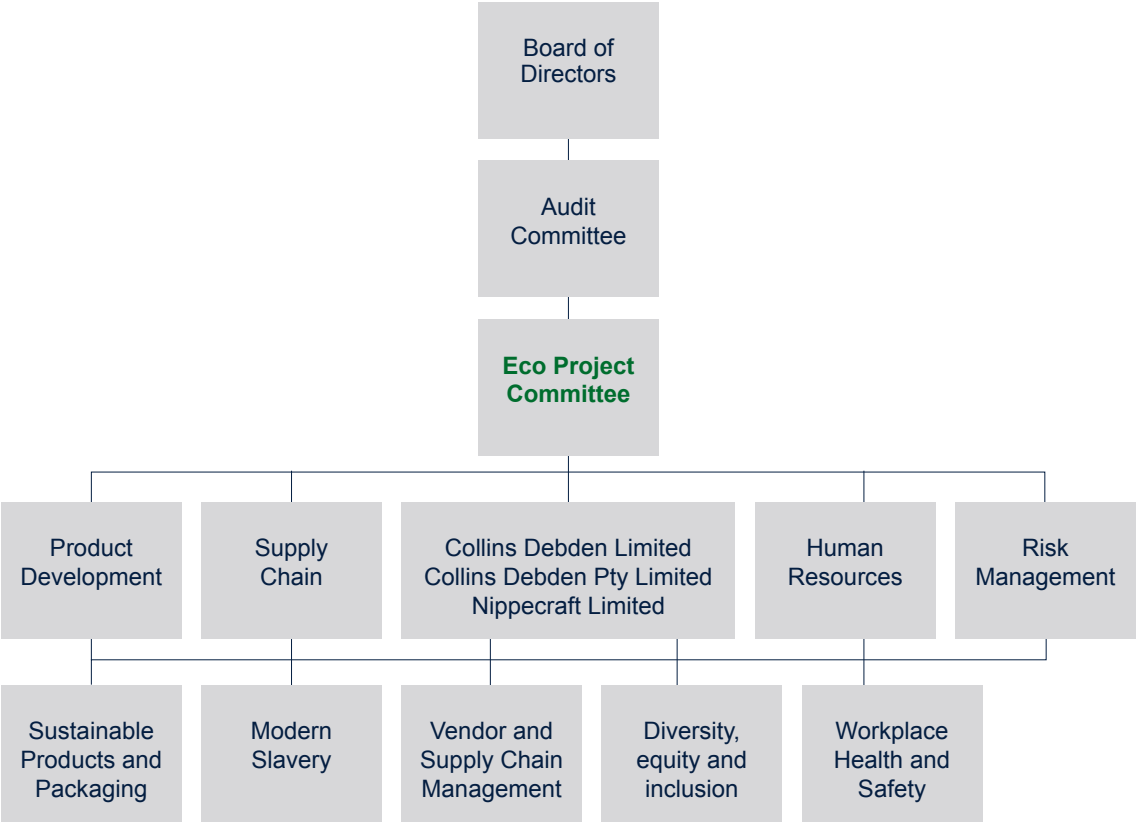 Board of
Directors
Audit
Committee
Eco Project
Committee
Product
Development
Supply
Chain
Collins Debden Limited
Collins Debden Pty Limited
Nippecraft Limited
Human
Resources
Risk
Management
Sustainable
Products and
Packaging
Modern
Slavery
Vendor and
Supply Chain
Management
Diversity,
equity and
inclusion
Workplace
Health and
Safety